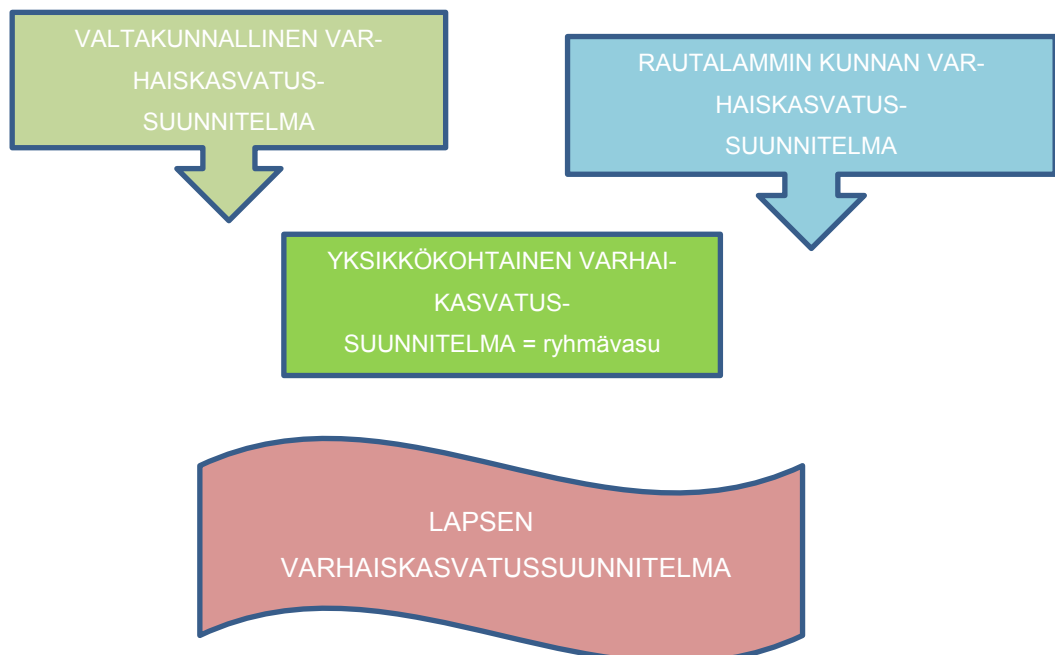 VALTAKUNNALLINEN VAR-
HAISKASVATUS-
SUUNNITELMA
RAUTALAMMIN KUNNAN VAR-
HAISKASVATUS-
SUUNNITELMA
YKSIKKÖKOHTAINEN VARHAI-
KASVATUS-
SUUNNITELMA = ryhmävasu
LAPSEN
VARHAISKASVATUSSUUNNITELMA